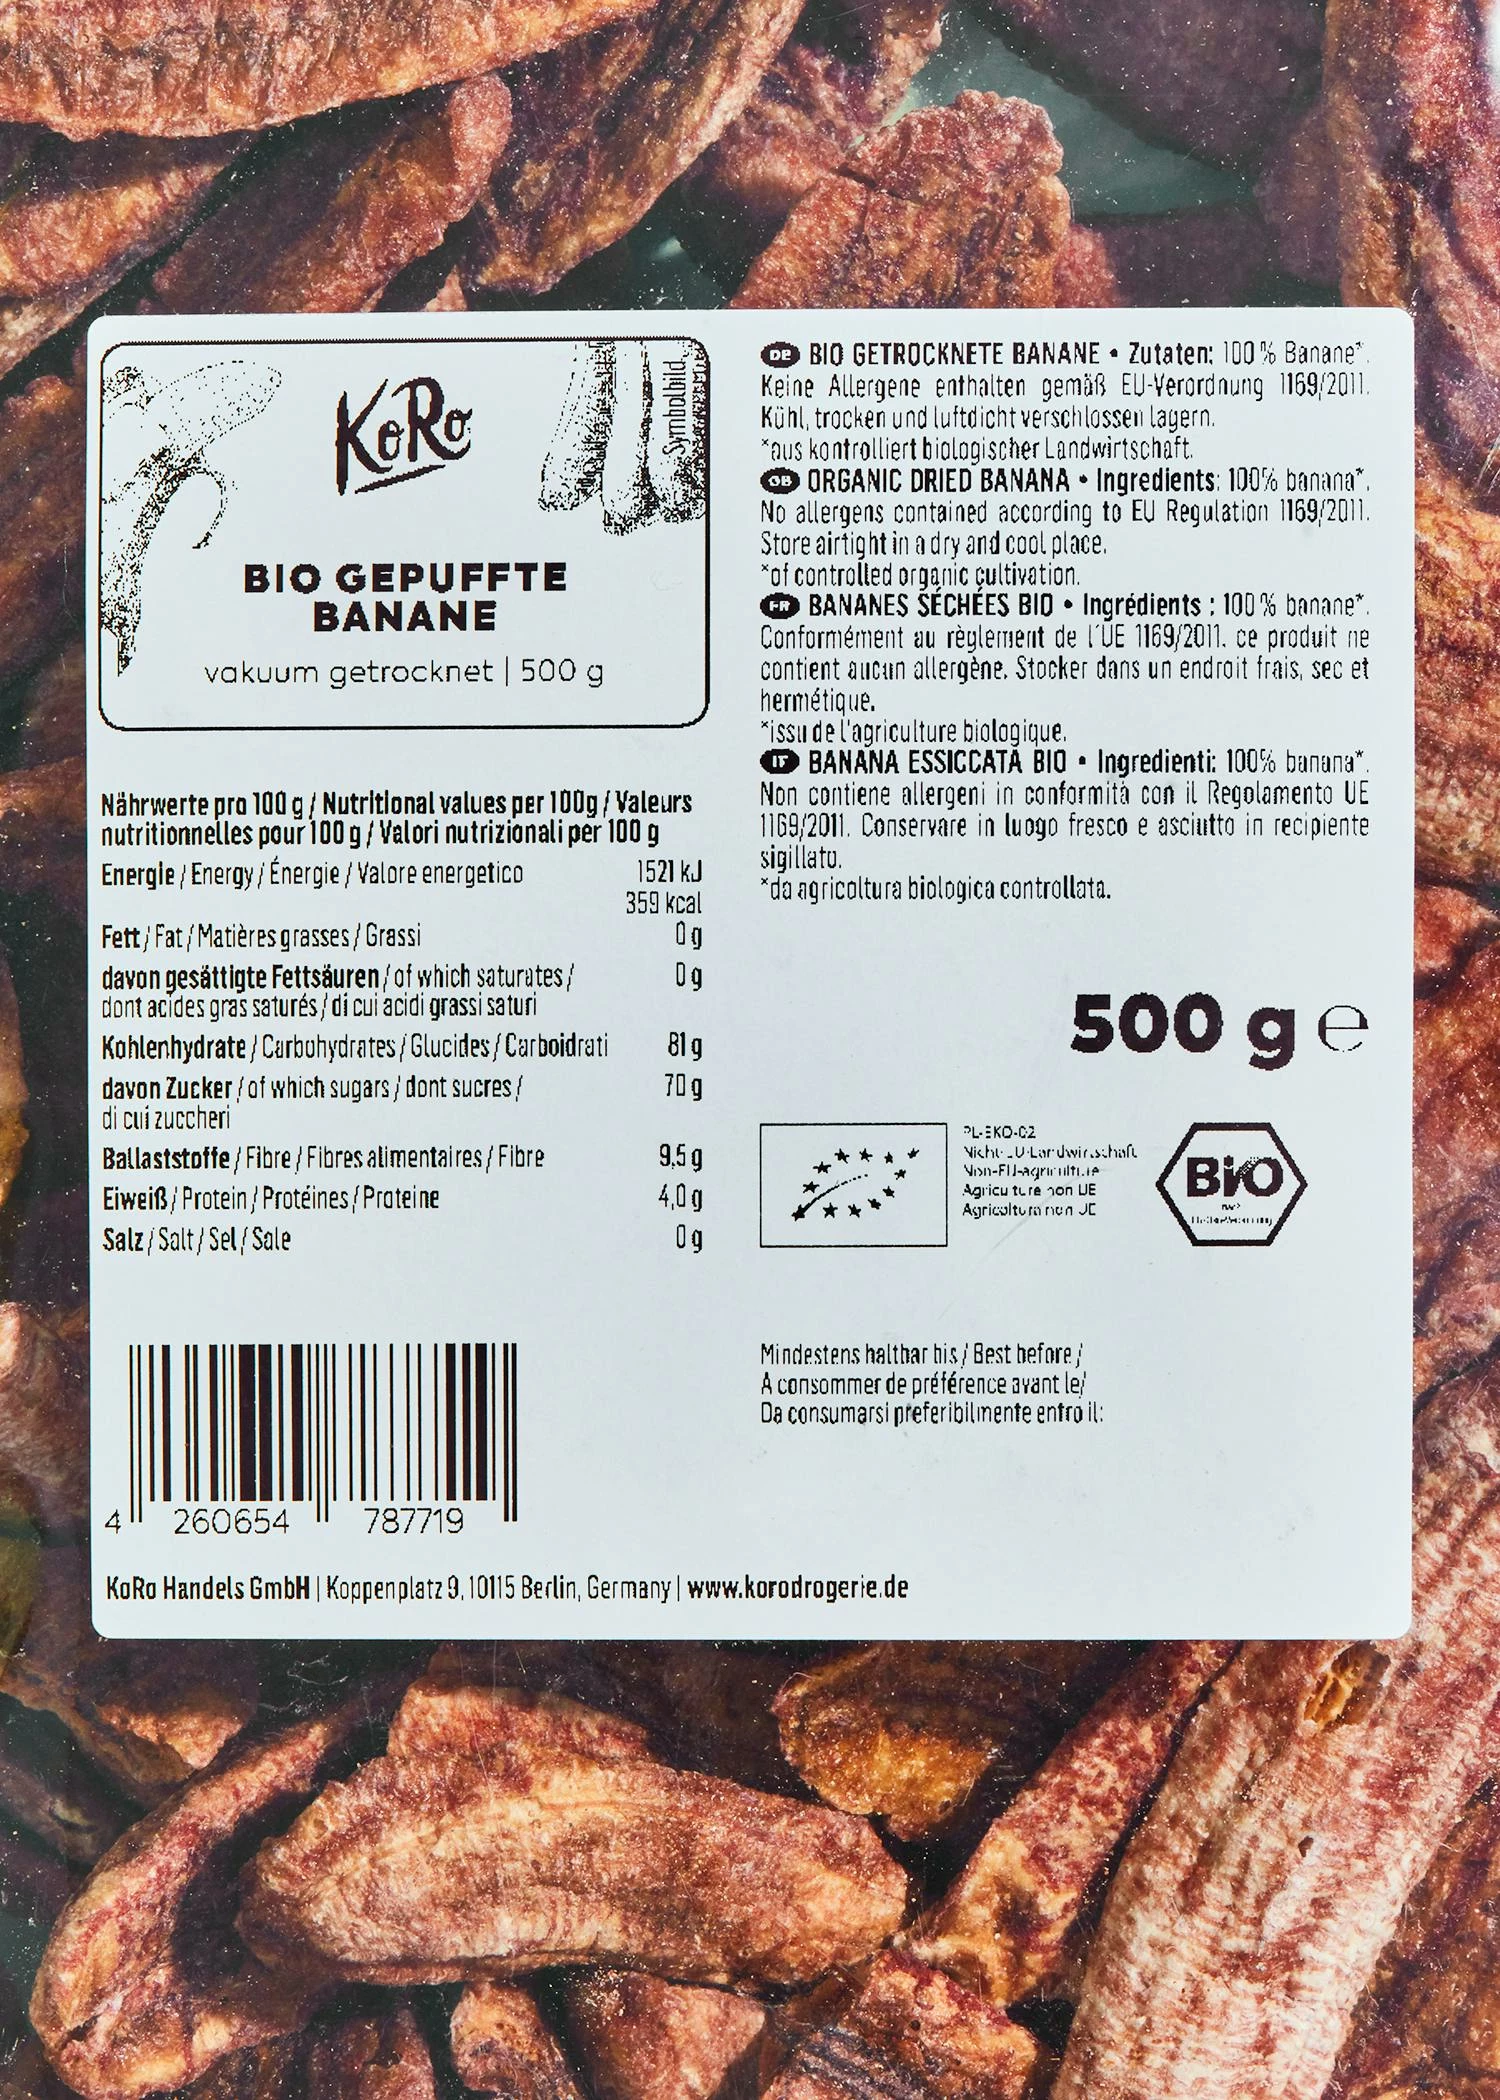 KoRo
Symbolbild
BIO GEPUFFTE
BANANE
vakuum getrocknet | 500 g
Nährwerte pro 100 g / Nutritional values per 100g / Valeurs
nutritionnelles pour 100 g / Valori nutrizionali per 100 g
Energie / Energy / Énergie / Valore energetico 1521 kJ
359 kcal
Fett / Fat / Matières grasses / Grassi 0 g
davon gesättigte Fettsäuren / of which saturates / 0 g
dont acides gras saturés / di cui acidi grassi saturi
Kohlenhydrate / Carbohydrates / Glucides / Carboidrati 81 g
davon Zucker / of which sugars / dont sucres / 70 g
di cui zuccheri
Ballaststoffe / Fibre / Fibres alimentaires / Fibre 9,5 g
Eiweiß / Protein / Protéines / Proteine 4,0 g
Salz / Salt / Sel / Sale 0 g
4 260654 787719
KoRo Handels GmbH | Koppenplatz 9, 10115 Berlin, Germany | www.korodrogerie.de
DE BIO GETROCKNETE BANANE • Zutaten: 100 % Banane*.
Keine Allergene enthalten gemäß EU-Verordnung 1169/2011.
Kühl, trocken und luftdicht verschlossen lagern.
*aus kontrolliert biologischer Landwirtschaft.
GB ORGANIC DRIED BANANA • Ingredients: 100% banana*.
No allergens contained according to EU Regulation 1169/2011.
Store airtight in a dry and cool place.
*of controlled organic cultivation.
FR BANANES SÉCHÉES BIO • Ingrédients : 100 % banane*.
Conformément au règlement de l'UE 1169/2011. ce produit ne
contient aucun allergène. Stocker dans un endroit frais, sec et
hermétique.
*issu de l'agriculture biologique.
IT BANANA ESSICCATA BIO • Ingredienti: 100% banana*.
Non contiene allergeni in conformità con il Regolamento UE
1169/2011. Conservare in luogo fresco e asciutto in recipiente
sigillato.
*da agricoltura biologica controllata.
500 g e
PL-EKO-02
Nicht-EU-Landwirtschaft
Non-EU-agriculture
Agriculture non UE
Agricoltura non UE
Bio
nach
EG-Öko-Verordnung
Mindestens haltbar bis / Best before /
A consommer de préférence avant le/
Da consumarsi preferibilmente entro il: